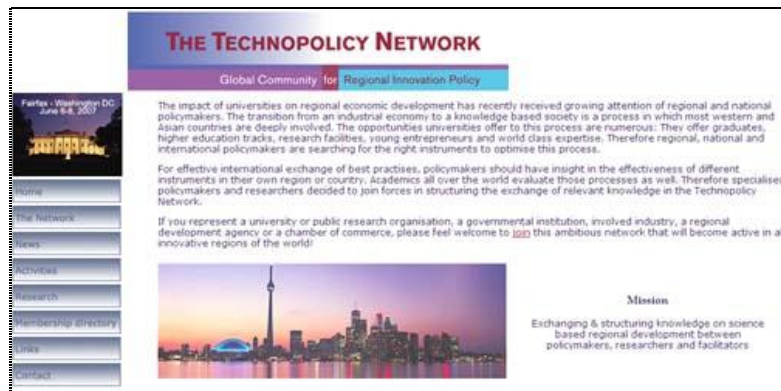 THE TECHNOPOLICY NETWORK
Global Community for Regional Innovation Policy
Fairfax - Washington DC
June 6-8, 2007
Home
The Network
News
Activities
Research
Membership directory
Links
Contact
The impact of universities on regional economic development has recently received growing attention of regional and national
policymakers. The transition from an industrial economy to a knowledge based society is a process in which most western and
Asian countries are deeply involved. The opportunities universities offer to this process are numerous: They offer graduates,
higher education tracks, research facilities, young entrepreneurs and world class expertise. Therefore regional, national and
international policymakers are searching for the right instruments to optimise this process.
For effective international exchange of best practises, policymakers should have insight in the effectiveness of different
instruments in their own region or country. Academics all over the world evaluate those processes as well. Therefore specialise
policymakers and researchers decided to join forces in structuring the exchange of relevant knowledge in the Technopolicy
Network.
If you represent a university or public research organisation, a governmental institution, involved industry, a regional
development agency or a chamber of commerce, please feel welcome to join this ambitious network that will become active in al
innovative regions of the world!
Mission
Exchanging & structuring knowledge on science
based regional development between
policymakers, researchers and facilitators